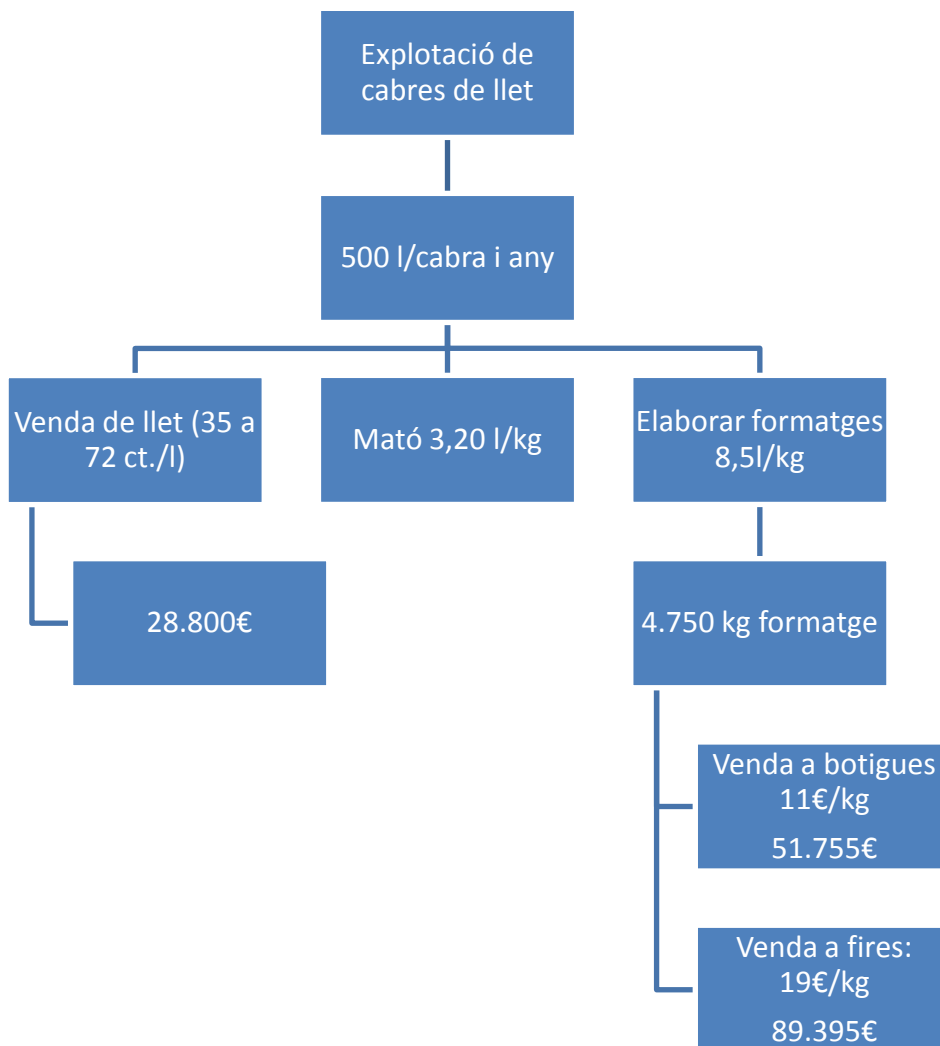 Explotació de
cabres de llet
500 l/cabra i any
Venda de llet (35 a
72 ct./l)
Mató 3,20 l/kg
Elaborar formatges
8,5l/kg
28.800€
4.750 kg formatge
Venda a botigues
11€/kg
51.755€
Venda a fires:
19€/kg
89.395€